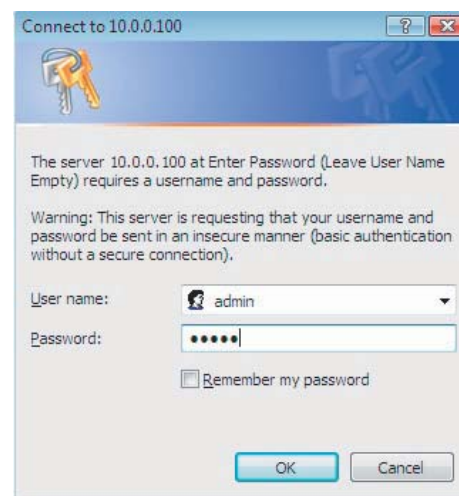 Connect to 10.0.0.100
The server 10.0.0.100 at Enter Password (Leave User Name
Empty) requires a username and password.
Warning: This server is requesting that your username and
password be sent in an insecure manner (basic authentication
without a secure connection).
User name:
admin
Password:
•••••
Remember my password
OK
Cancel